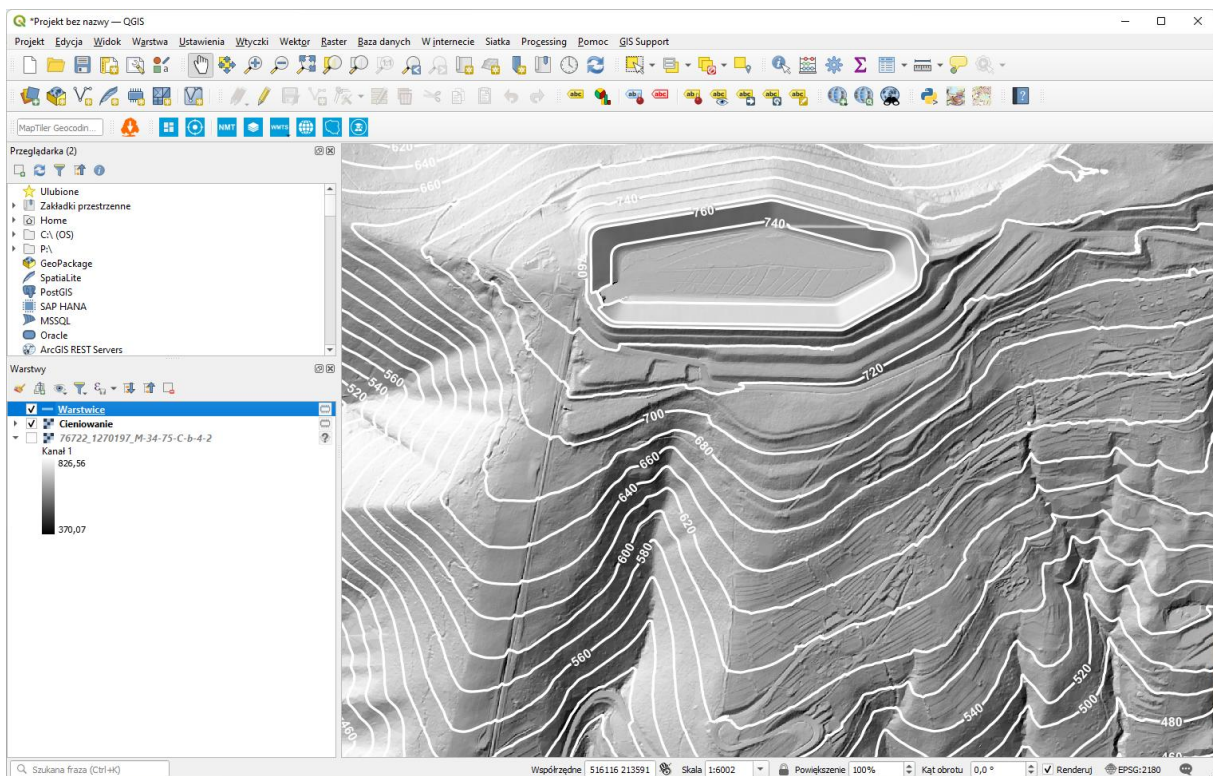 *Projekt bez nazwy — QGIS
Projekt Edycja Widok Warstwa Ustawienia Wtyczki Wektor Raster Baza danych W internecie Siatka Processing Pomoc GIS Support
abc abc
MapTiler Geocodin... NMT WMTS
Przeglądarka (2)
Ulubione
Zakładki przestrzenne
Home
C:\ (OS)
P:\
GeoPackage
SpatiaLite
PostGIS
SAP HANA
MSSQL
Oracle
ArcGIS REST Servers
Warstwy
Warstwice
Cieniowanie
76722_1270197_M-34-75-C-b-4-2
Kanał 1
826,56
370,07
620
640
660
740
760
740
760
560
540
520
720
700
680
660
640
620
600
580
560
540
520
500
480
460
460
Szukana fraza (Ctrl+K) Współrzędne 516116 213591 Skala 1:6002 Powiększenie 100% Kąt obrotu 0,0 ° Renderuj EPSG:2180